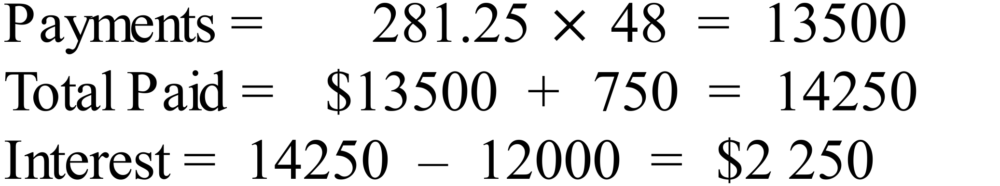 Payments = 281.25 × 48 = 13500
Total Paid = $13500 + 750 = 14250
Interest = 14250 – 12000 = $2 250